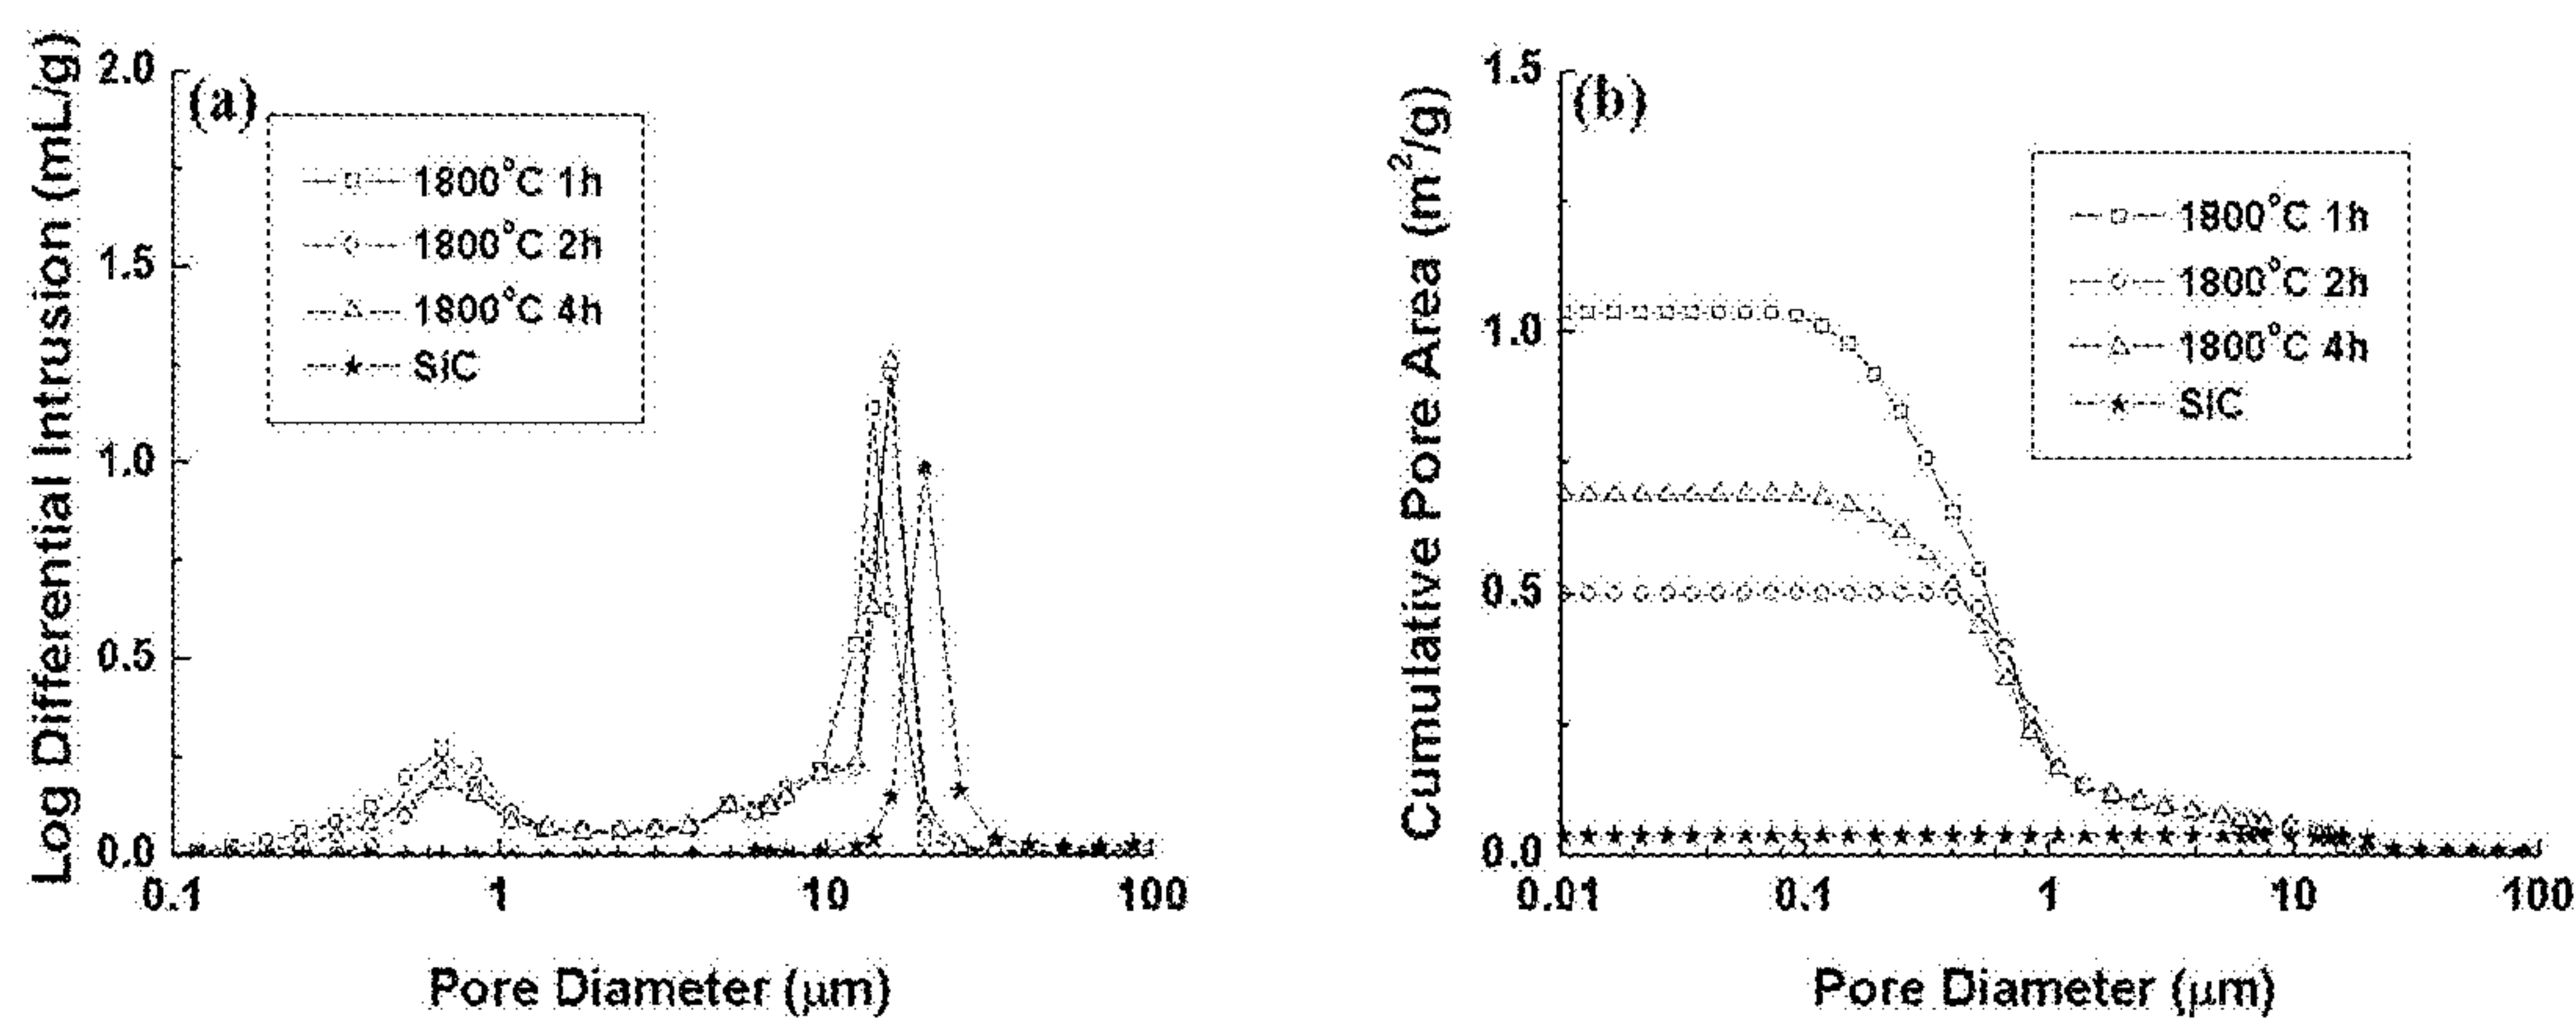 (a)
Log Differential Intrusion (mL/g)
2.0
1.5
1.0
0.5
0.0
1800°C 1h
1800°C 2h
1800°C 4h
SiC
0.1 1 10 100
Pore Diameter (μm)
(b)
Cumulative Pore Area (m²/g)
1.5
1.0
0.5
0.0
1800°C 1h
1800°C 2h
1800°C 4h
SiC
0.01 0.1 1 10 100
Pore Diameter (μm)